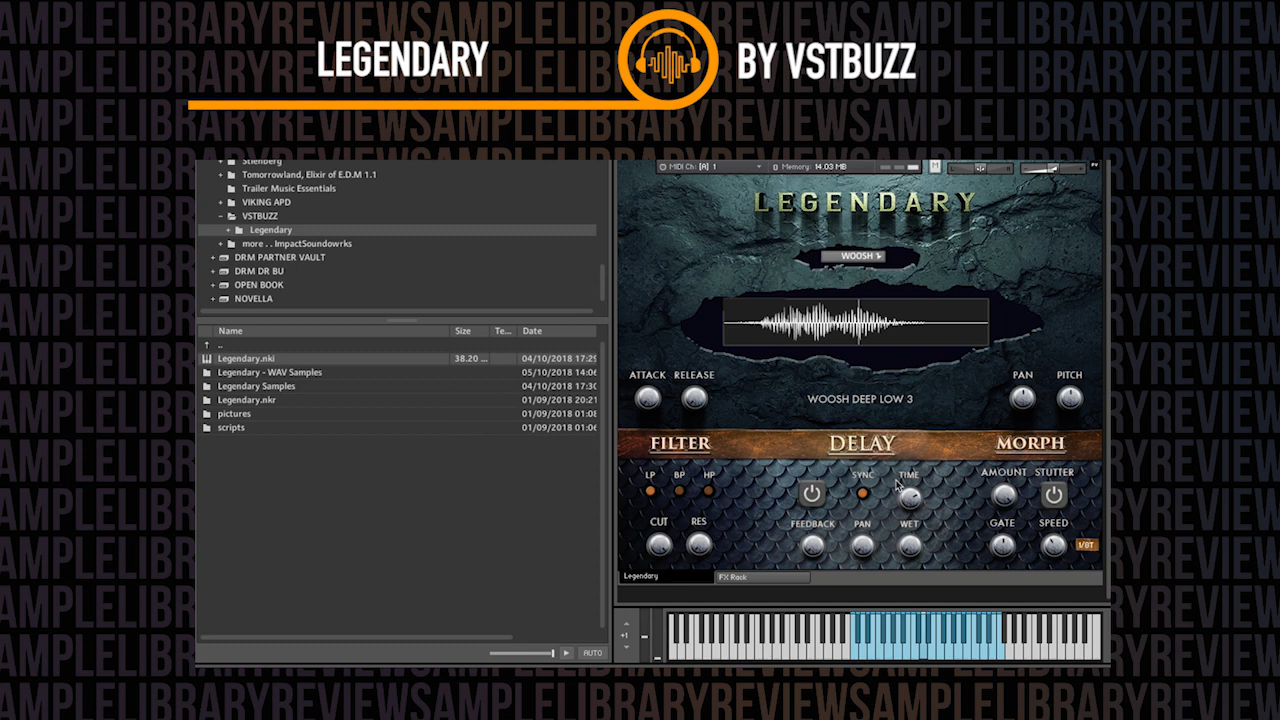 LEGENDARY
BY VSTBUZZ
Stienberg
Tomorrowland, Elixir of E.D.M 1.1
Trailer Music Essentials
VIKING APD
VSTBUZZ
Legendary
more . . ImpactSoundowrks
DRM PARTNER VAULT
DRM DR BU
OPEN BOOK
NOVELLA
Name Size Te... Date
..
Legendary.nki 38.20 ... 04/10/2018 17:29
Legendary - WAV Samples 05/10/2018 14:06
Legendary Samples 04/10/2018 17:30
Legendary.nkr 01/09/2018 20:21
pictures 01/09/2018 01:08
scripts 01/09/2018 01:06
AUTO
MIDI Ch: [A] 1 Memory: 14.03 MB
M
LEGENDARY
WOOSH 1
ATTACK RELEASE PAN PITCH
WOOSH DEEP LOW 3
FILTER DELAY MORPH
LP BP HP SYNC TIME AMOUNT STUTTER
CUT RES FEEDBACK PAN WET GATE SPEED
1/8T
Legendary FX Rack
+1
SAMPLELIBRARYREVIEWS